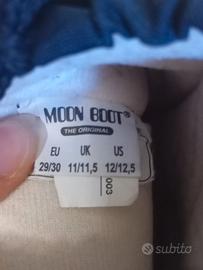 MOON BOOT®
THE ORIGINAL
EU UK US
29/30 11/11,5 12/12,5
003
subito